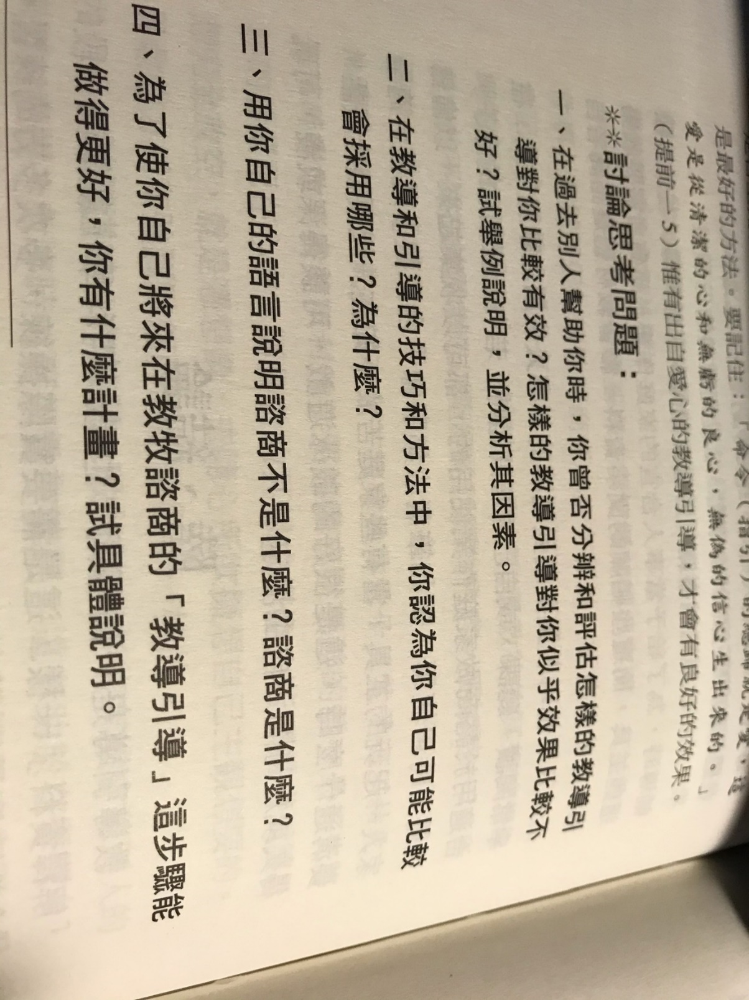 是最好的方法。要記住：「命令（指引）的總歸就是愛，這
愛是從清潔的心和無虧的良心，無偽的信心生出來的。」
（提前一5）惟有出自愛心的教導引導，才會有良好的效果。
※※討論思考問題：
一、在過去別人幫助你時，你曾否分辨和評估怎樣的教導引
導對你比較有效？怎樣的教導引導對你似乎效果比較不
好？試舉例說明，並分析其因素。
二、在教導和引導的技巧和方法中，你認為你自己可能比較
會採用哪些？為什麼？
三、用你自己的語言說明諮商不是什麼？諮商是什麼？
四、為了使你自己將來在教牧諮商的「教導引導」這步驟能
做得更好，你有什麼計畫？試具體說明。